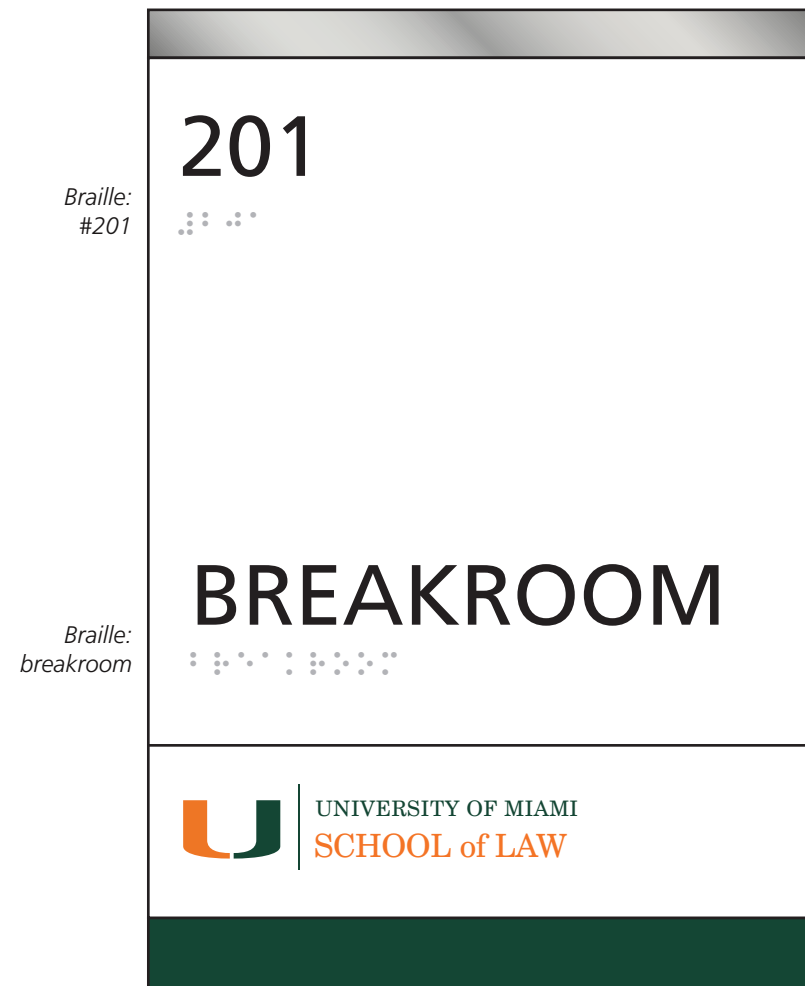 201
Braille:
#201
⠼⠃⠚⠁
BREAKROOM
Braille:
breakroom
⠃⠗⠑⠁⠅⠗⠕⠕⠍
UNIVERSITY OF MIAMI
SCHOOL of LAW